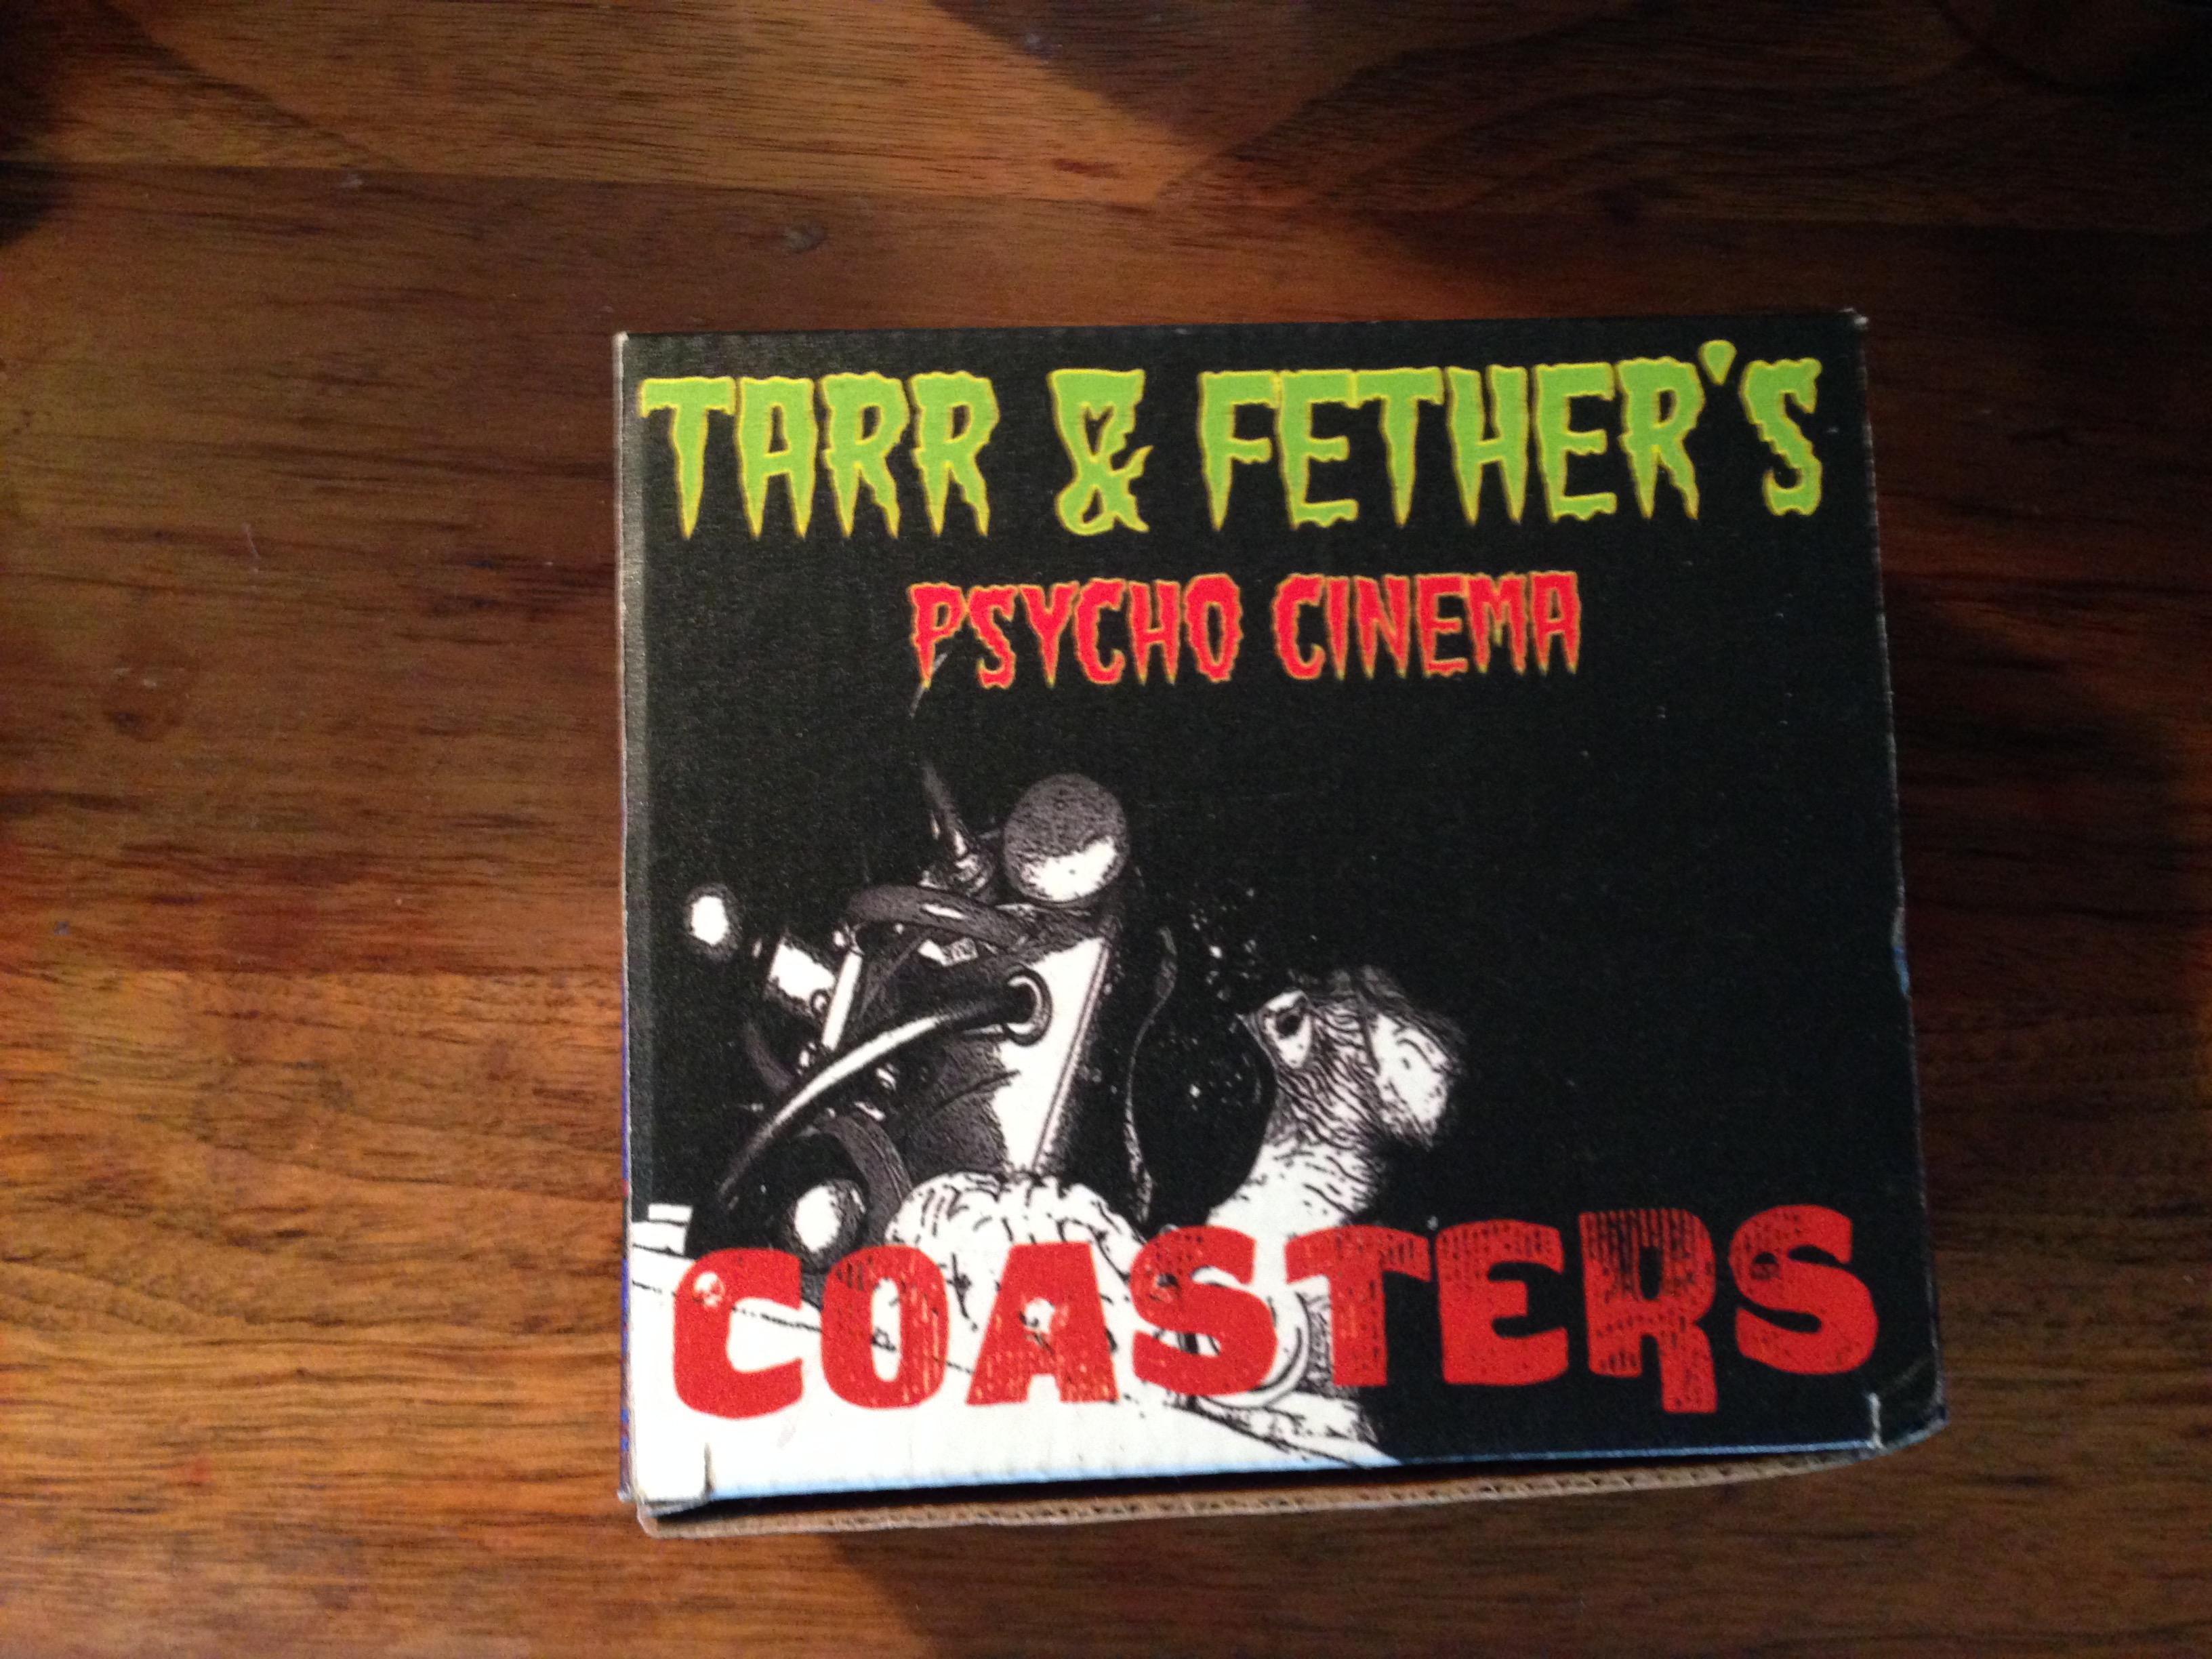 TARR & FETHER'S
PSYCHO CINEMA
COASTERS